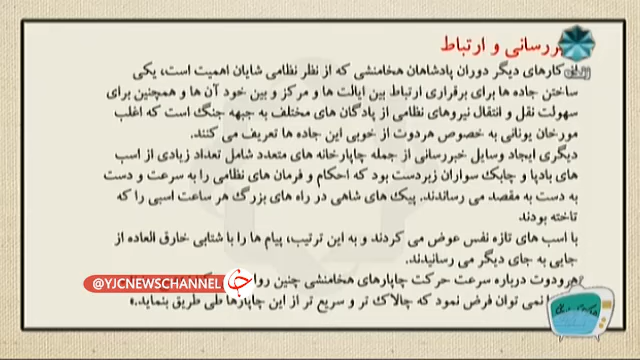 خبررسانی و ارتباط
از کارهای دیگر دوران پادشاهان هخامنشی که از نظر نظامی شایان اهمیت است، یکی
ساختن جاده ها برای برقراری ارتباط بین ایالت ها و مرکز و بین خود آن ها و همچنین برای
سهولت نقل و انتقال نیروهای نظامی از پادگان های مختلف به جبهه جنگ است که اغلب
مورخان یونانی به خصوص هردوت از خوبی این جاده ها تعریف می کنند.
دیگری ایجاد وسایل خبررسانی از جمله چاپارخانه های متعدد شامل تعداد زیادی از اسب
های بادپا و چابک سواران زبردست بود که احکام و فرمان های نظامی را به سرعت و دست
به دست به مقصد می رساندند. پیک های شاهی در راه های بزرگ هر ساعت اسبی را که
تاخته بودند
با اسب های تازه نفس عوض می کردند و به این ترتیب، پیام ها را با شتابی خارق العاده از
جایی به جای دیگر می رسانیدند.
هرودوت درباره سرعت حرکت چاپارهای هخامنشی چنین
نمی توان فرض نمود که چالاک تر و سریع تر از این چاپارها طی طریق بنماید.»
@YJCNEWSCHANNEL